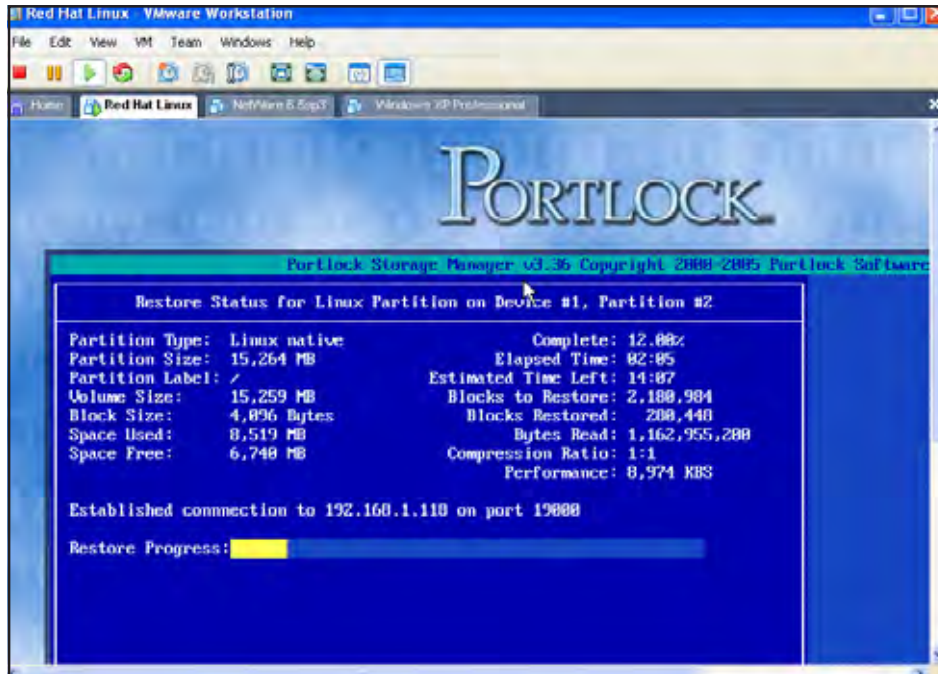 Red Hat Linux - VMware Workstation
File Edit View VM Team Windows Help
Home Red Hat Linux NetWare 6.5sp3 Windows XP Professional
PORTLOCK
Portlock Storage Manager v3.36 Copyright 2000-2005 Portlock Software
Restore Status for Linux Partition on Device #1, Partition #2
Partition Type: Linux native Complete: 12.00%
Partition Size: 15,264 MB Elapsed Time: 02:05
Partition Label: / Estimated Time Left: 14:07
Volume Size: 15,259 MB Blocks to Restore: 2,180,984
Block Size: 4,096 Bytes Blocks Restored: 280,448
Space Used: 8,519 MB Bytes Read: 1,162,955,280
Space Free: 6,740 MB Compression Ratio: 1:1
Performance: 8,974 KBS
Established connmection to 192.168.1.110 on port 19000
Restore Progress: